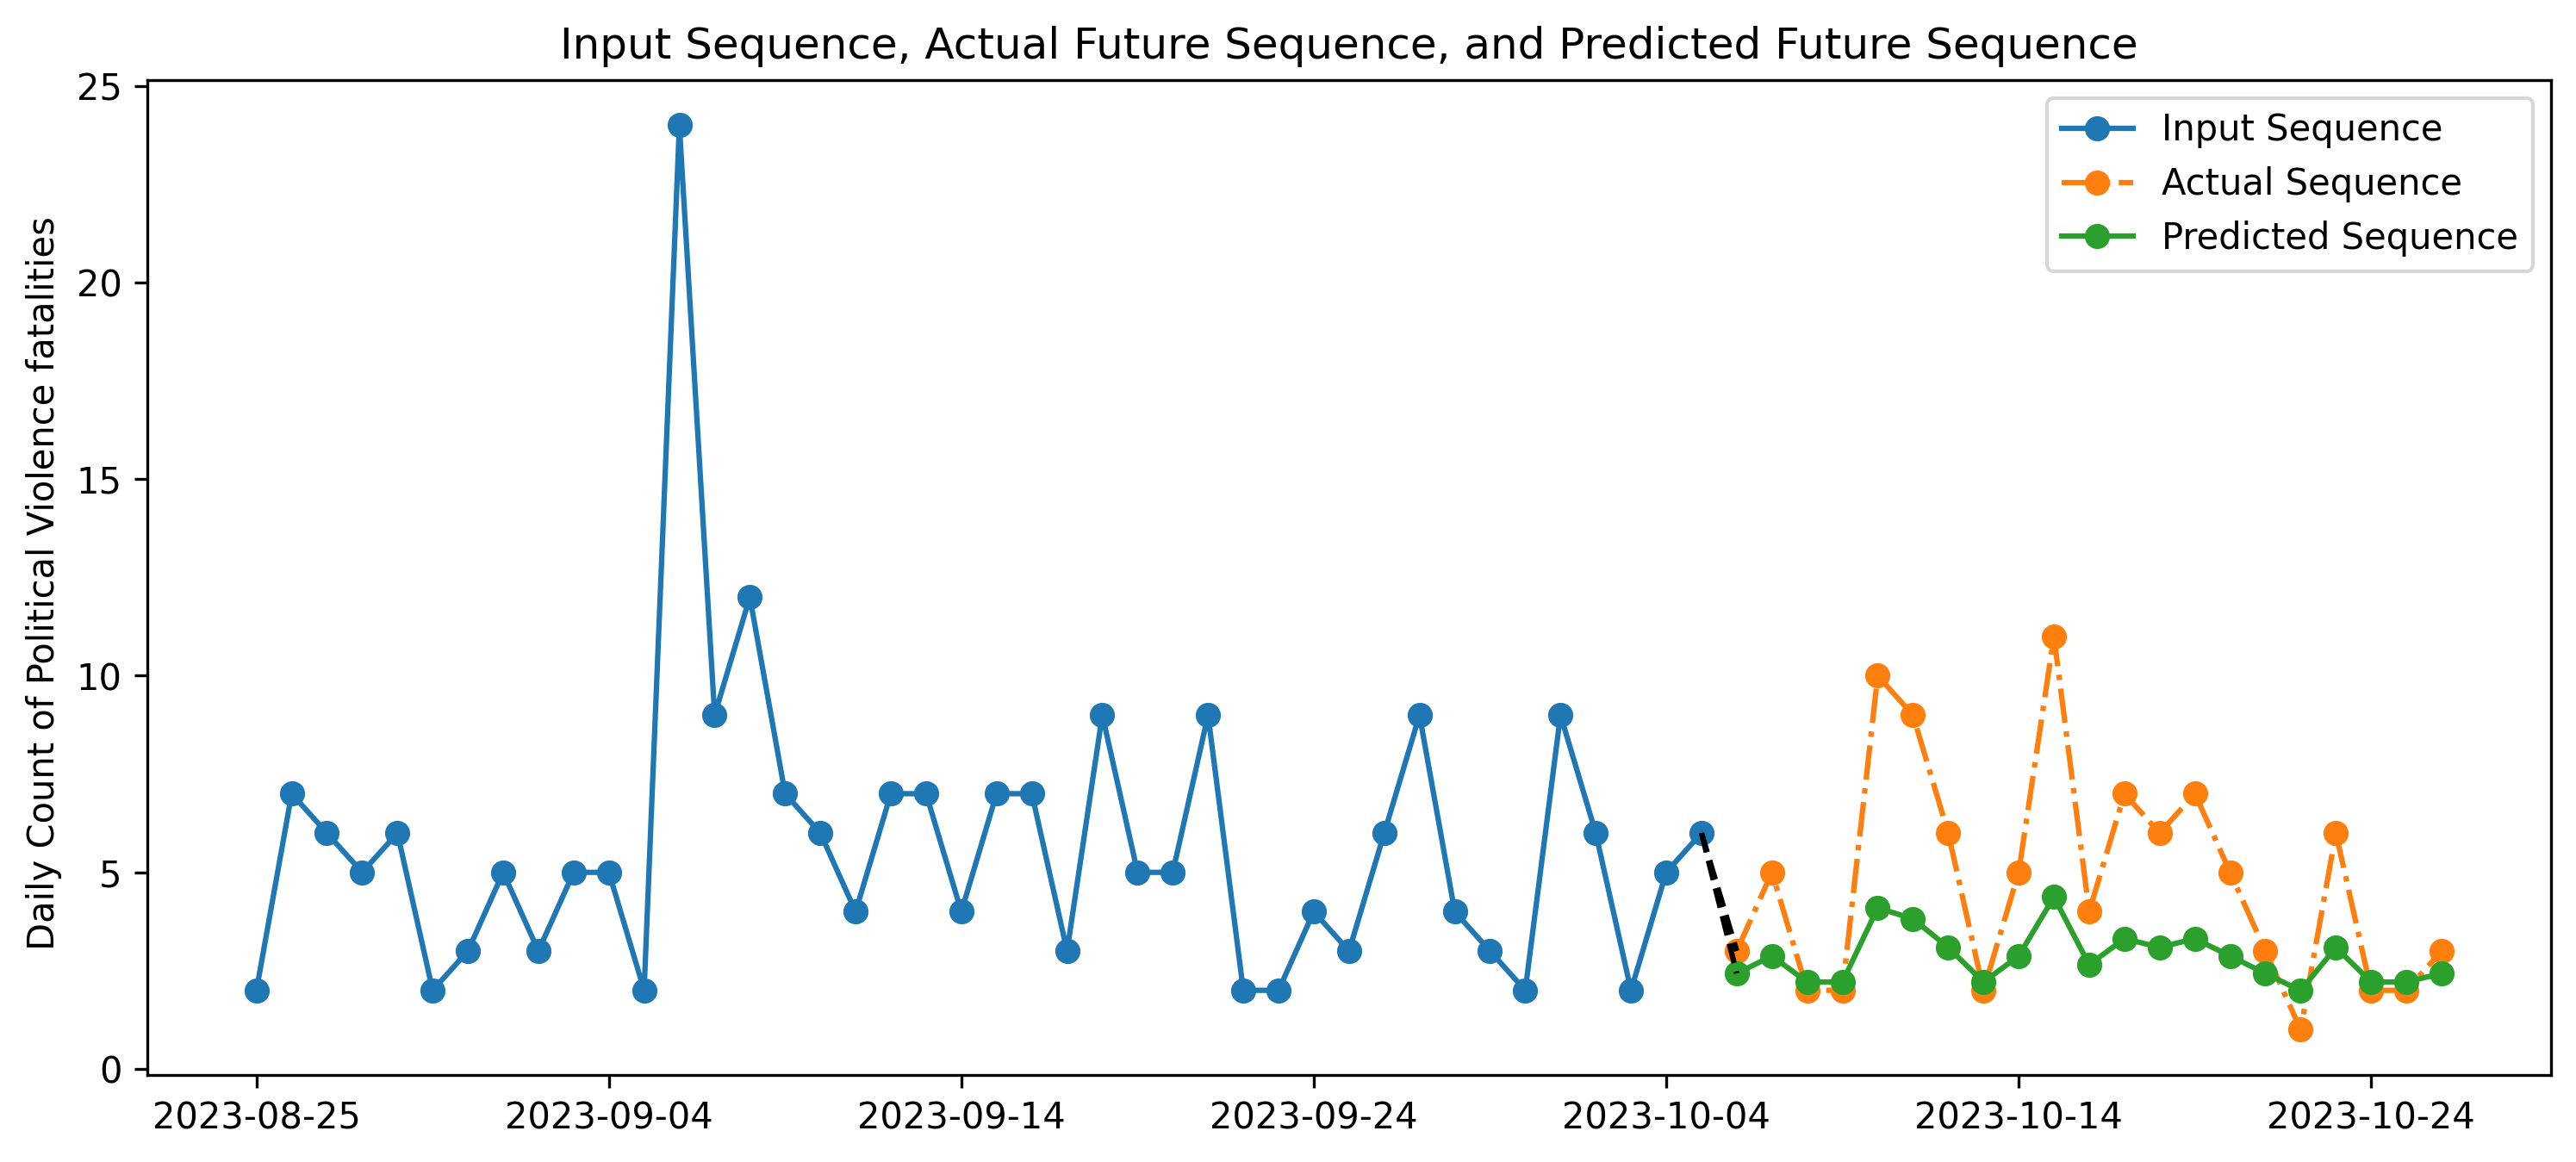 Input Sequence, Actual Future Sequence, and Predicted Future Sequence
Daily Count of Political Violence fatalities
25
20
15
10
5
0
Input Sequence
Actual Sequence
Predicted Sequence
2023-08-25
2023-09-04
2023-09-14
2023-09-24
2023-10-04
2023-10-14
2023-10-24